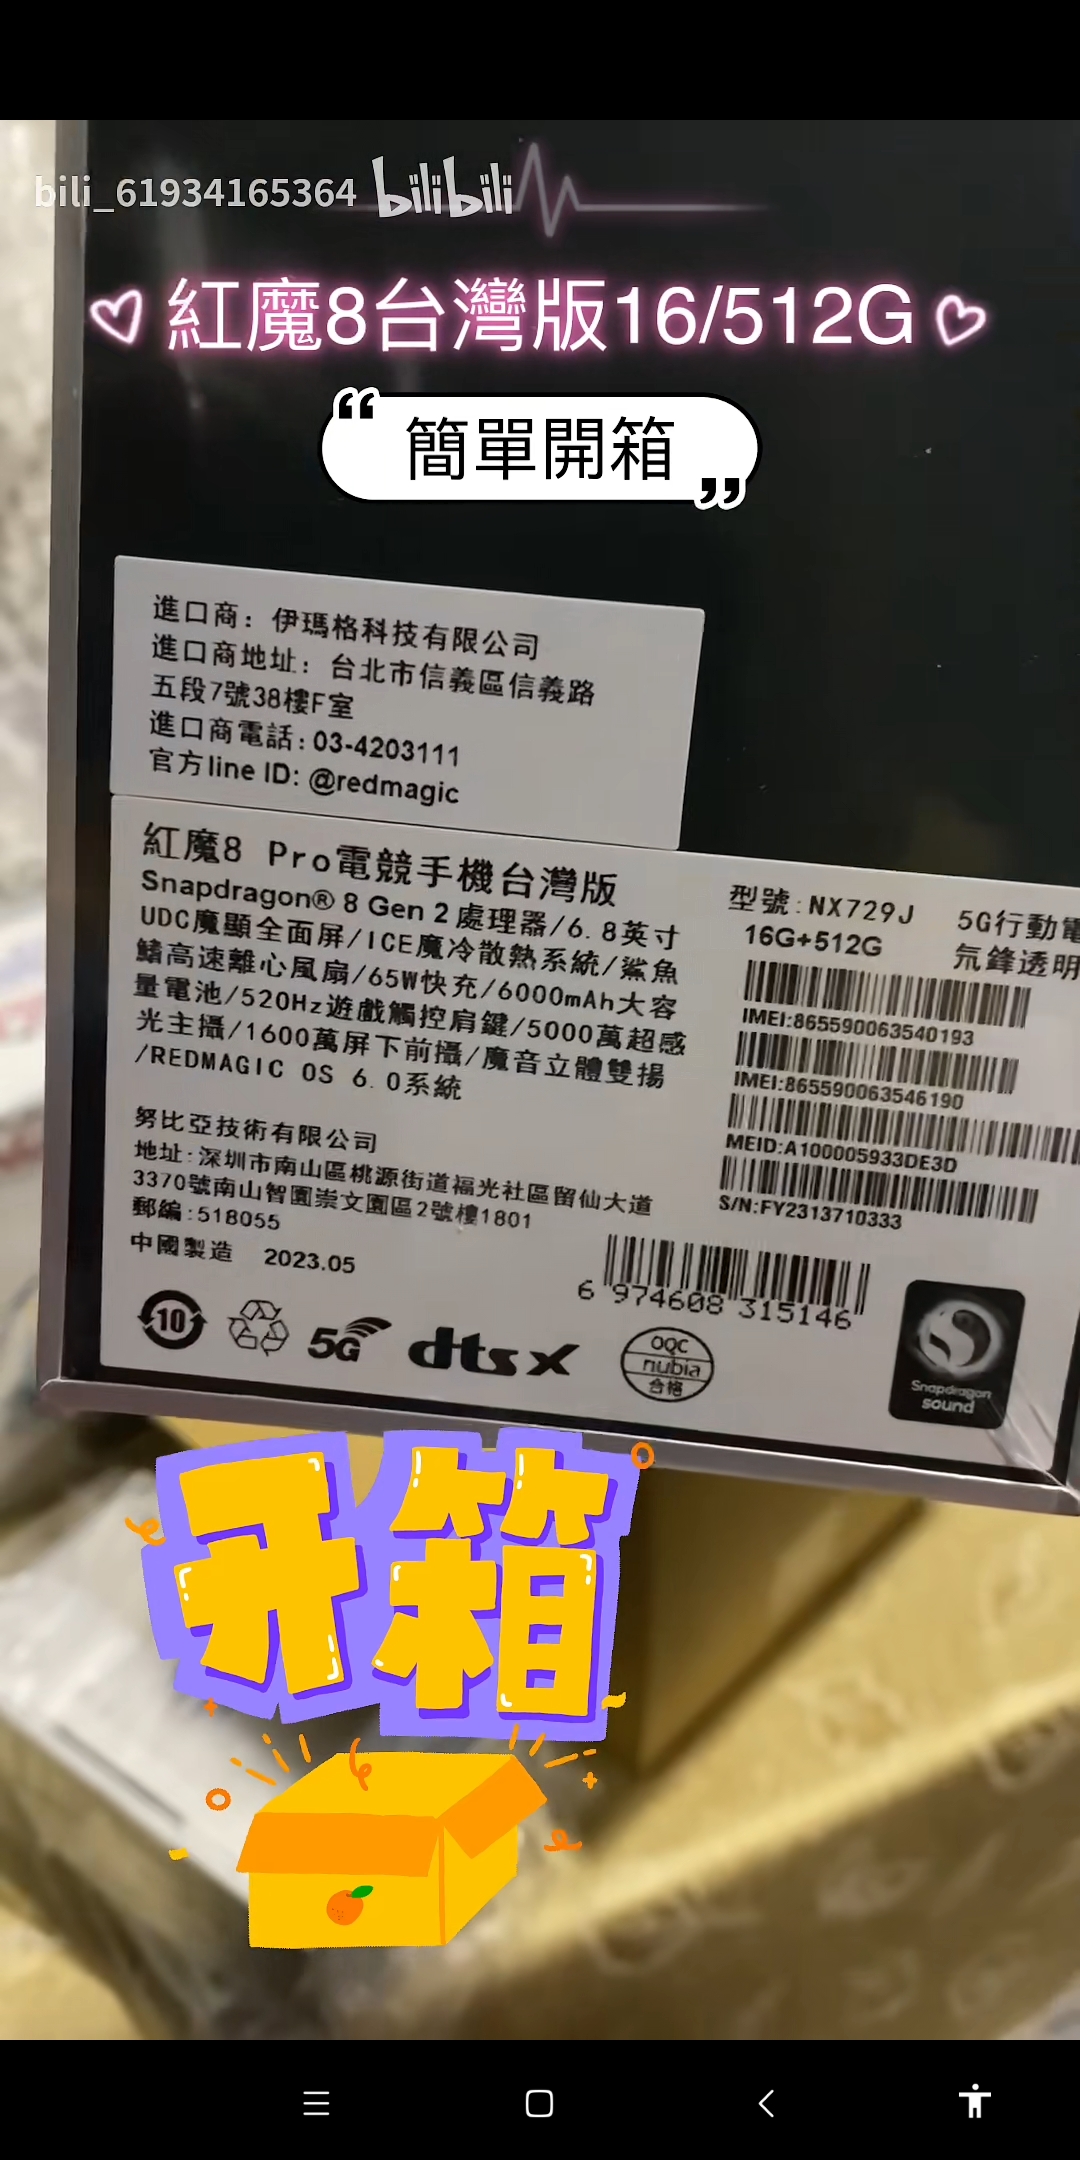 bili_61934165364 bilibili
紅魔8台灣版16/512G
“簡單開箱”
進口商：伊瑪格科技有限公司
進口商地址：台北市信義區信義路
五段7號38樓F室
進口商電話：03-4203111
官方line ID: @redmagic
紅魔8 Pro電競手機台灣版
Snapdragon® 8 Gen 2 處理器/6.8英寸
UDC魔顯全面屏/ICE魔冷散熱系統/鯊魚
鰭高速離心風扇/65W快充/6000mAh大容
量電池/520Hz遊戲觸控肩鍵/5000萬超感
光主攝/1600萬屏下前攝/魔音立體雙揚
/REDMAGIC OS 6.0系統
努比亞技術有限公司
地址:深圳市南山區桃源街道福光社區留仙大道
3370號南山智園崇文園區2號樓1801
郵編:518055
中國製造 2023.05
型號:NX729J 5G行動電
16G+512G 氘鋒透明
IMEI:865590063540193
IMEI:865590063546190
MEID:A100005933DE3D
S/N:FY2313710333
6 974608 315146
10
5G
dts X
OQC
nubia
合格
Snapdragon
sound
开箱